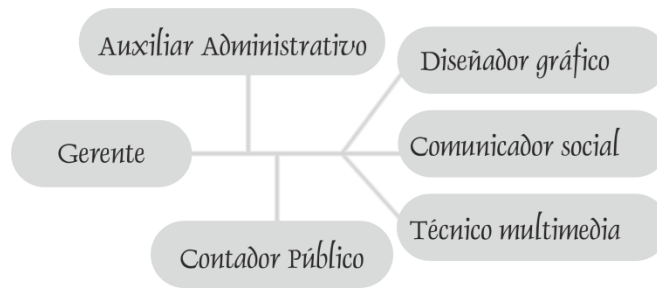 Auxiliar Administrativo
Diseñador gráfico
Gerente
Comunicador social
Técnico multimedia
Contador Público